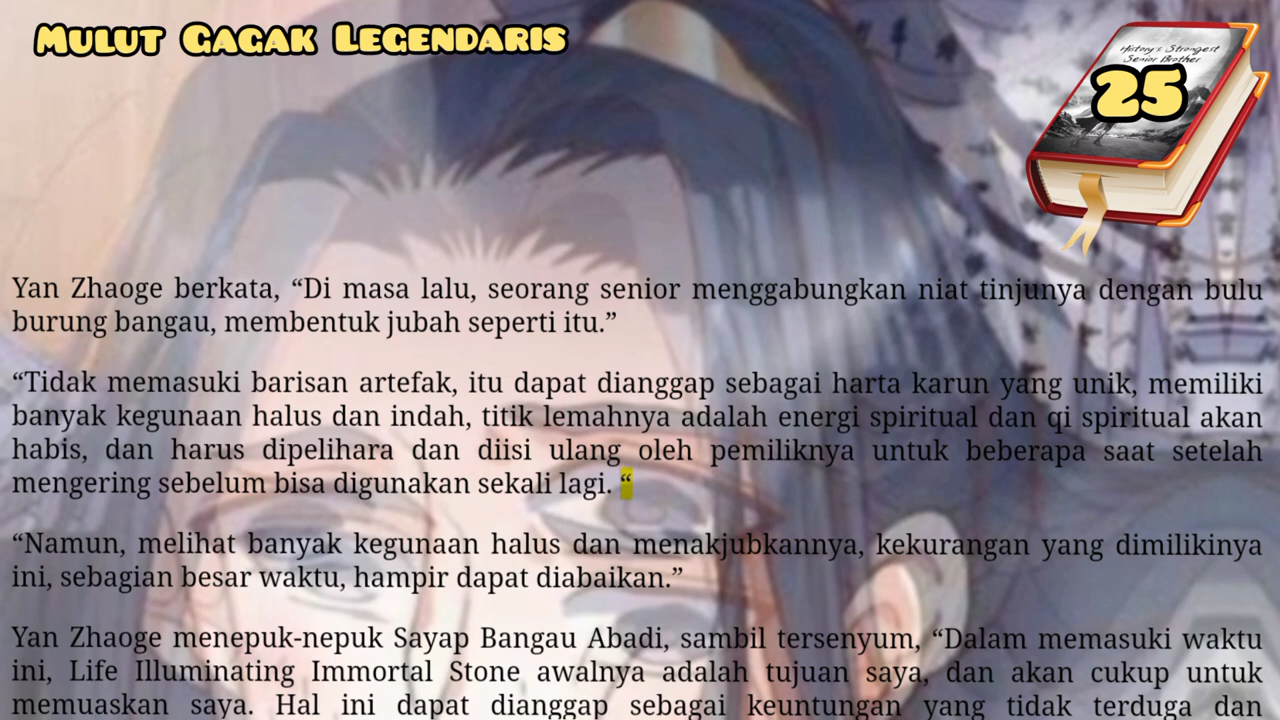 Mulut Gagak Legendaris
History's Strongest
Senior Brother
25
Yan Zhaoge berkata, “Di masa lalu, seorang senior menggabungkan niat tinjunya dengan bulu
burung bangau, membentuk jubah seperti itu.”
“Tidak memasuki barisan artefak, itu dapat dianggap sebagai harta karun yang unik, memiliki
banyak kegunaan halus dan indah, titik lemahnya adalah energi spiritual dan qi spiritual akan
habis, dan harus dipelihara dan diisi ulang oleh pemiliknya untuk beberapa saat setelah
mengering sebelum bisa digunakan sekali lagi. “
“Namun, melihat banyak kegunaan halus dan menakjubkannya, kekurangan yang dimilikinya
ini, sebagian besar waktu, hampir dapat diabaikan.”
Yan Zhaoge menepuk-nepuk Sayap Bangau Abadi, sambil tersenyum, “Dalam memasuki waktu
ini, Life Illuminating Immortal Stone awalnya adalah tujuan saya, dan akan cukup untuk
memuaskan saya. Hal ini dapat dianggap sebagai keuntungan yang tidak terduga dan